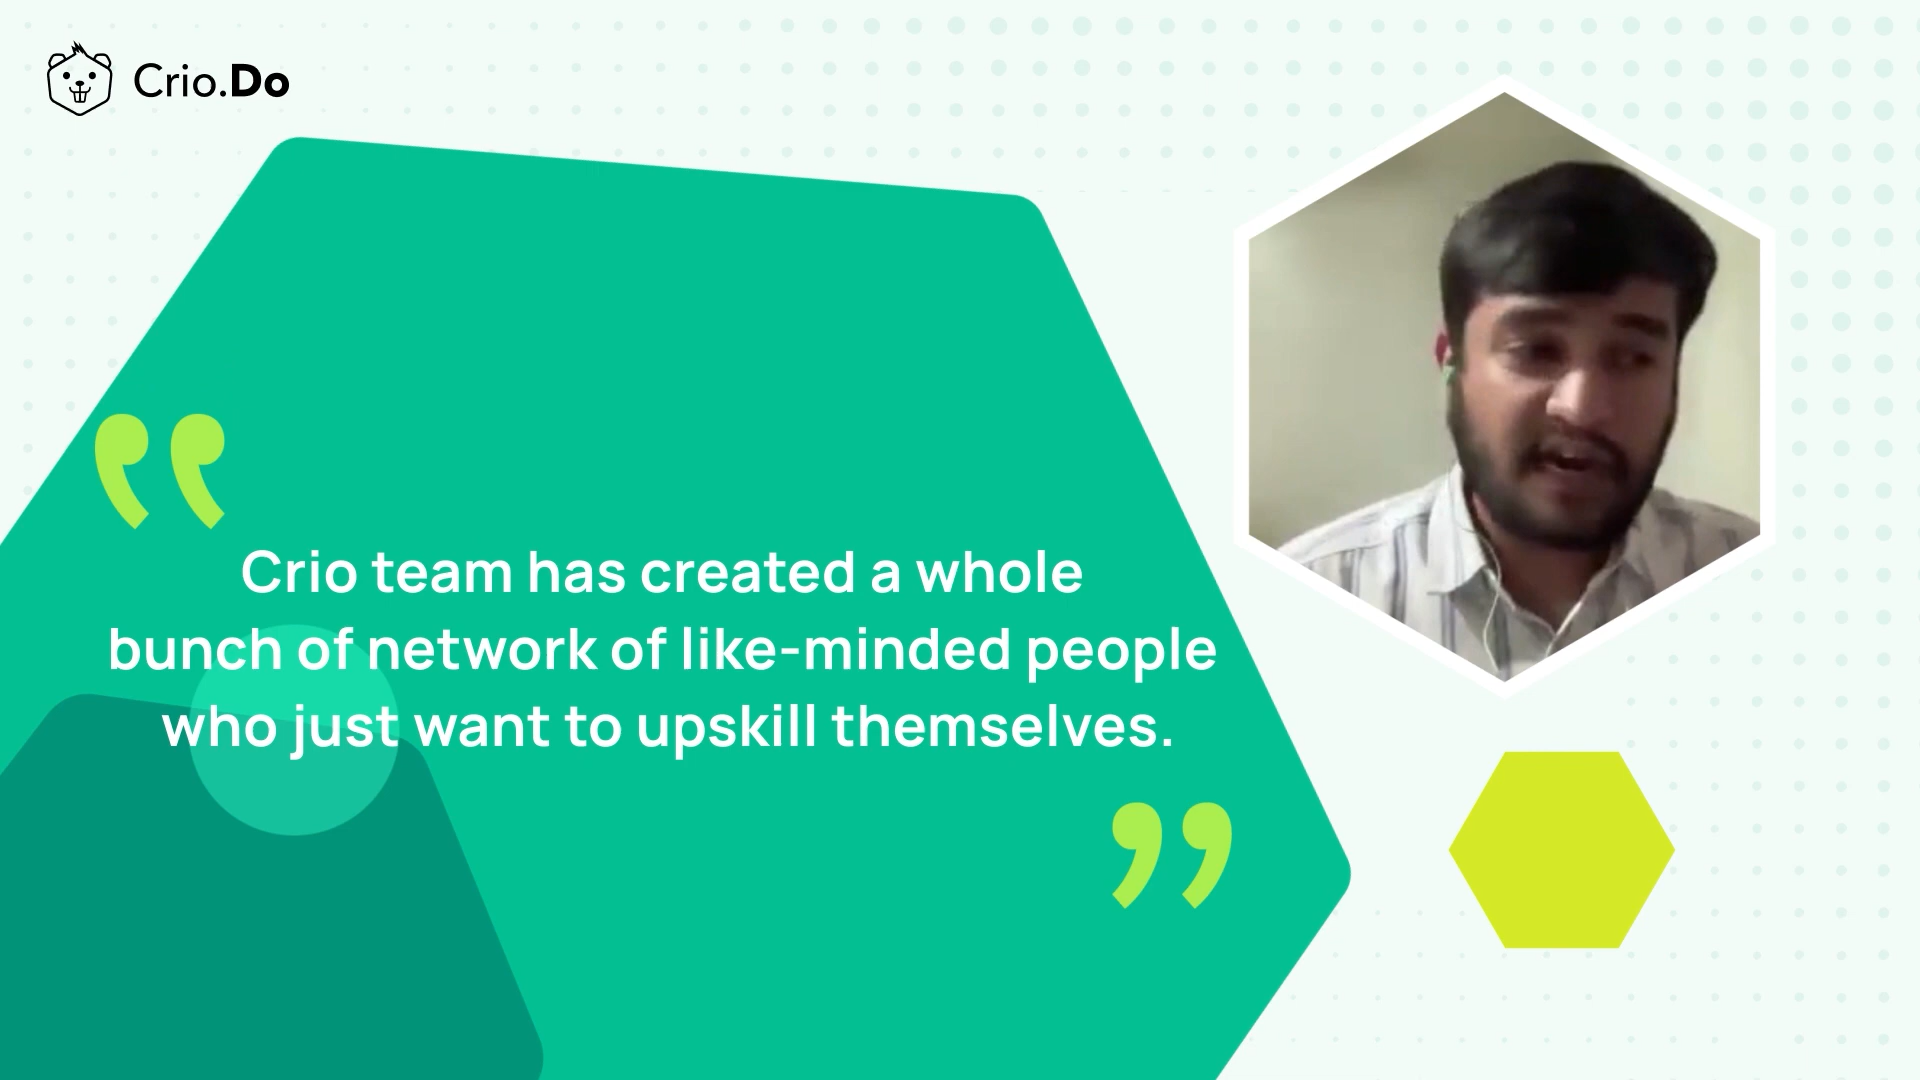 Crio.Do
“
Crio team has created a whole
bunch of network of like-minded people
who just want to upskill themselves.
”